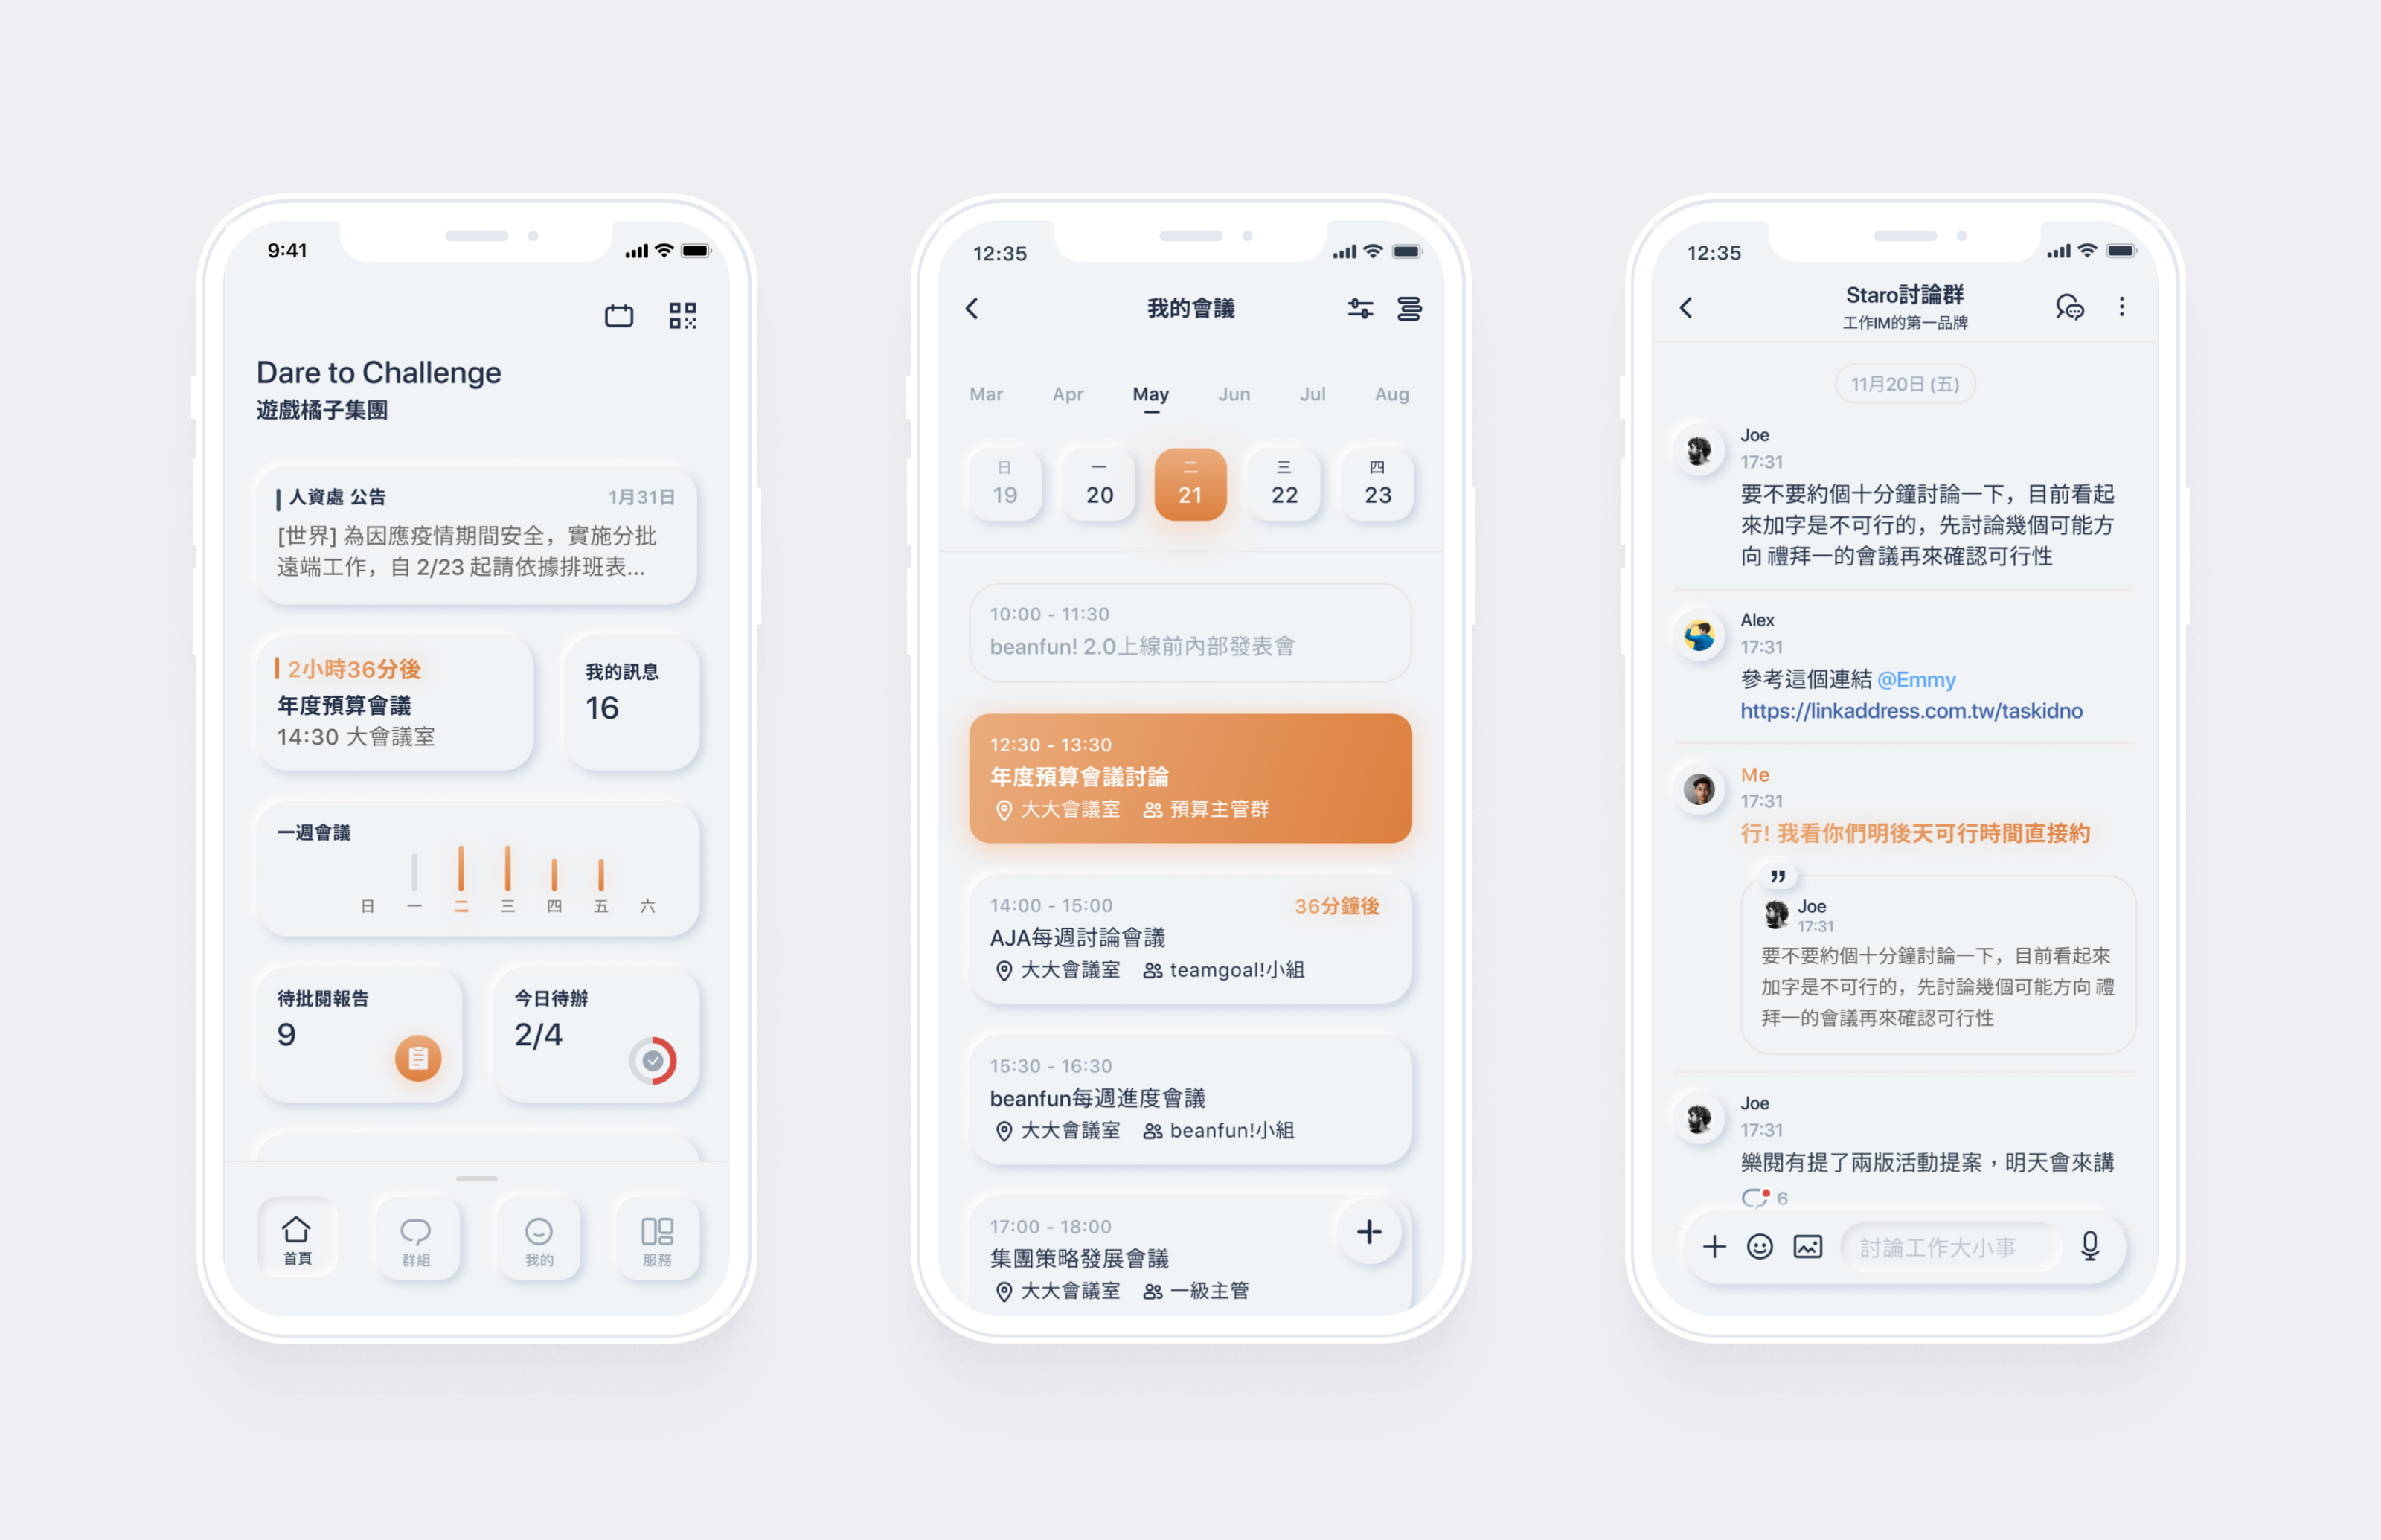 9:41
Dare to Challenge
遊戲橘子集團
人資處 公告
1月31日
[世界] 為因應疫情期間安全，實施分批
遠端工作，自 2/23 起請依據排班表...
2小時36分後
年度預算會議
14:30 大會議室
我的訊息
16
一週會議
日 一 二 三 四 五 六
待批閱報告
9
今日待辦
2/4
首頁
群組
我的
服務
12:35
我的會議
Mar Apr May Jun Jul Aug
日 一 二 三 四
19 20 21 22 23
10:00 - 11:30
beanfun! 2.0上線前內部發表會
12:30 - 13:30
年度預算會議討論
大大會議室 預算主管群
14:00 - 15:00
36分鐘後
AJA每週討論會議
大大會議室 teamgoal!小組
15:30 - 16:30
beanfun每週進度會議
大大會議室 beanfun!小組
17:00 - 18:00
集團策略發展會議
大大會議室 一級主管
12:35
Staro討論群
工作IM的第一品牌
11月20日 (五)
Joe
17:31
要不要約個十分鐘討論一下，目前看起
來加字是不可行的，先討論幾個可能方
向 禮拜一的會議再來確認可行性
Alex
17:31
參考這個連結 @Emmy
https://linkaddress.com.tw/taskidno
Me
17:31
行! 我看你們明後天可行時間直接約
Joe
17:31
要不要約個十分鐘討論一下，目前看起來
加字是不可行的，先討論幾個可能方向 禮
拜一的會議再來確認可行性
Joe
17:31
樂閱有提了兩版活動提案，明天會來講
6
討論工作大小事